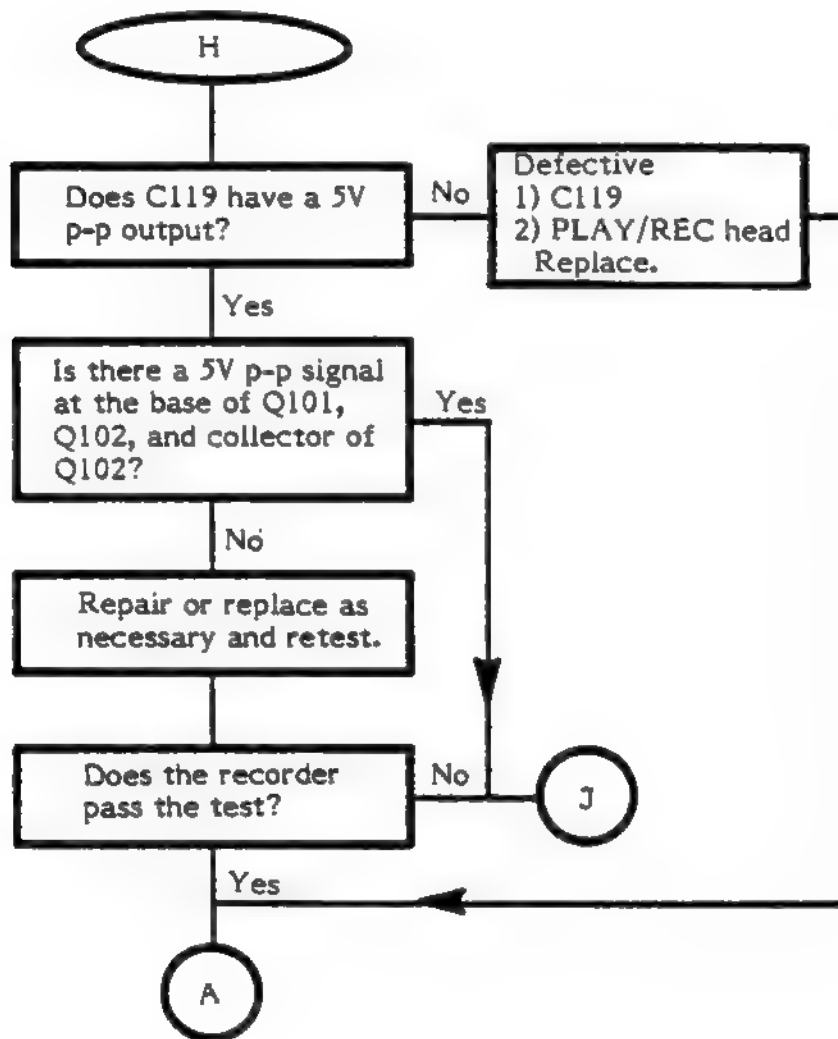 H
Does C119 have a 5V
p-p output?
No
Defective
1) C119
2) PLAY/REC head
Replace.
Yes
Is there a 5V p-p signal
at the base of Q101,
Q102, and collector of
Q102?
Yes
No
Repair or replace as
necessary and retest.
Does the recorder
pass the test?
No
J
Yes
A